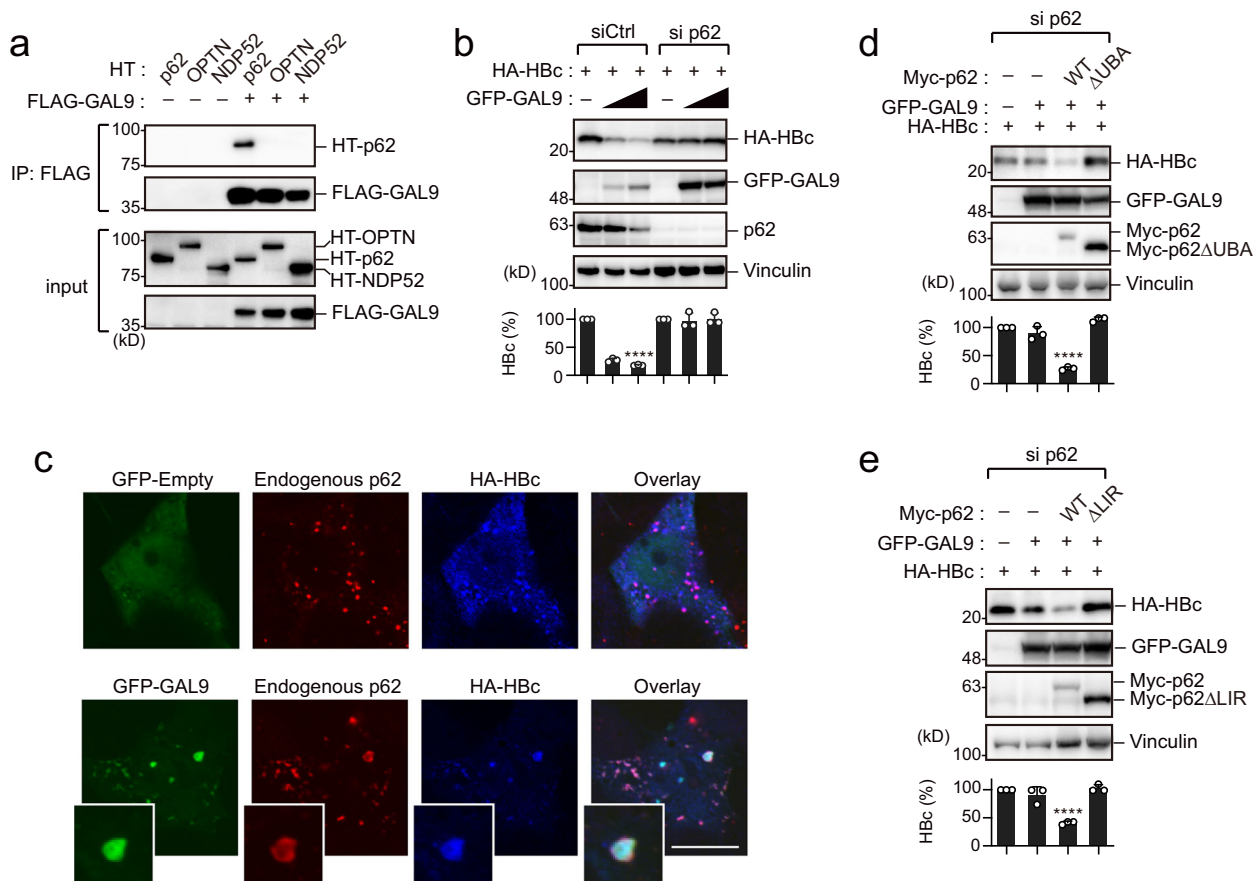 a
HT : p62 OPTN NDP52 p62 OPTN NDP52
FLAG-GAL9 : – – – + + +
IP: FLAG
100
75
HT-p62
35
FLAG-GAL9
input
100
75
HT-OPTN
HT-p62
HT-NDP52
35
FLAG-GAL9
(kD)
b
siCtrl si p62
HA-HBc : + + + + + +
GFP-GAL9 : – –
20
HA-HBc
48
GFP-GAL9
63
p62
(kD)
100
Vinculin
HBc (%)
100
50
0
****
c
GFP-Empty Endogenous p62 HA-HBc Overlay
GFP-GAL9 Endogenous p62 HA-HBc Overlay
d
si p62
Myc-p62 : – – WT ΔUBA
GFP-GAL9 : – + + +
HA-HBc : + + + +
20
HA-HBc
48
GFP-GAL9
63
Myc-p62
Myc-p62ΔUBA
(kD)
100
Vinculin
HBc (%)
100
50
0
****
e
si p62
Myc-p62 : – – WT ΔLIR
GFP-GAL9 : – + + +
HA-HBc : + + + +
20
HA-HBc
48
GFP-GAL9
63
Myc-p62
Myc-p62ΔLIR
(kD)
100
Vinculin
HBc (%)
100
50
0
****